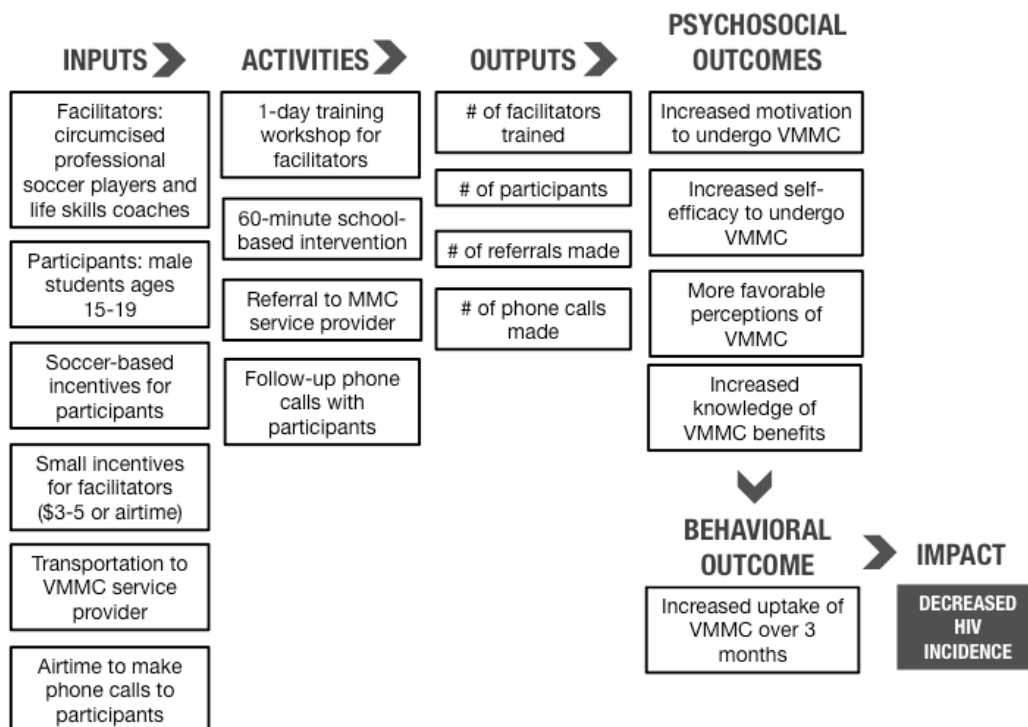 INPUTS
Facilitators:
circumcised
professional
soccer players and
life skills coaches
Participants: male
students ages
15-19
Soccer-based
incentives for
participants
Small incentives
for facilitators
($3-5 or airtime)
Transportation to
VMMC service
provider
Airtime to make
phone calls to
participants
ACTIVITIES
1-day training
workshop for
facilitators
60-minute school-
based intervention
Referral to MMC
service provider
Follow-up phone
calls with
participants
OUTPUTS
# of facilitators
trained
# of participants
# of referrals made
# of phone calls
made
PSYCHOSOCIAL
OUTCOMES
Increased motivation
to undergo VMMC
Increased self-
efficacy to undergo
VMMC
More favorable
perceptions of
VMMC
Increased
knowledge of
VMMC benefits
BEHAVIORAL
OUTCOME
Increased uptake of
VMMC over 3
months
IMPACT
DECREASED
HIV
INCIDENCE